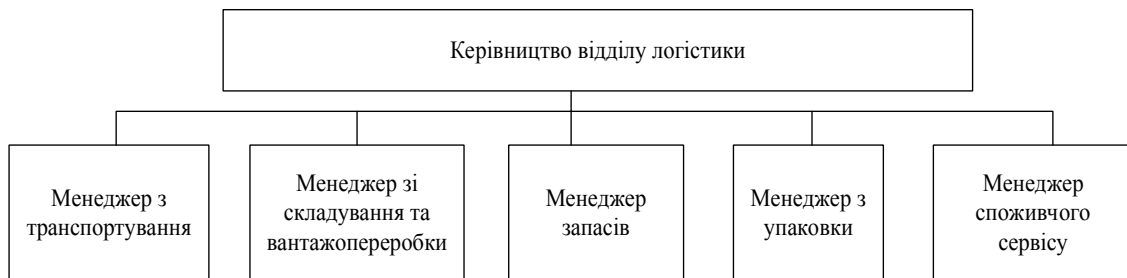 Керівництво відділу логістики
Менеджер з
транспортування
Менеджер зі
складування та
вантажопереробки
Менеджер
запасів
Менеджер з
упаковки
Менеджер
споживчого
сервісу